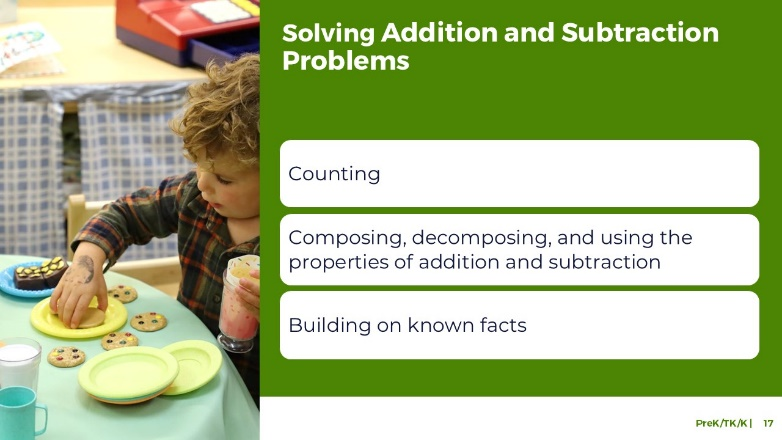 Solving Addition and Subtraction
Problems
Counting
Composing, decomposing, and using the
properties of addition and subtraction
Building on known facts
PreK/TK/K | 17